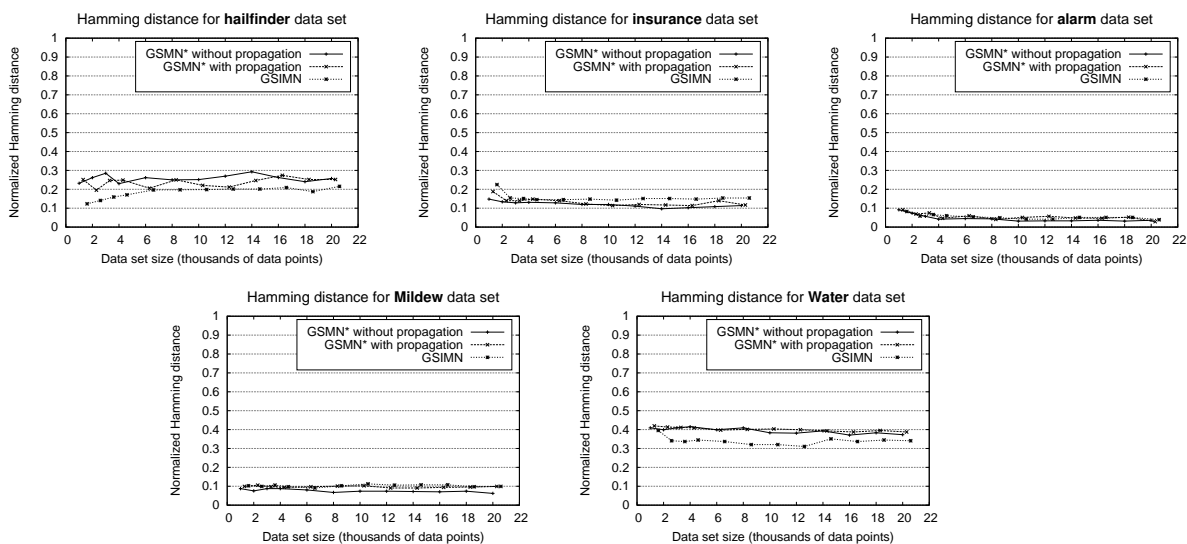 Hamming distance for hailfinder data set
Normalized Hamming distance
1
0.9
0.8
0.7
0.6
0.5
0.4
0.3
0.2
0.1
0
GSMN* without propagation
GSMN* with propagation
GSIMN
0 2 4 6 8 10 12 14 16 18 20 22
Data set size (thousands of data points)
Hamming distance for insurance data set
Normalized Hamming distance
1
0.9
0.8
0.7
0.6
0.5
0.4
0.3
0.2
0.1
0
GSMN* without propagation
GSMN* with propagation
GSIMN
0 2 4 6 8 10 12 14 16 18 20 22
Data set size (thousands of data points)
Hamming distance for alarm data set
Normalized Hamming distance
1
0.9
0.8
0.7
0.6
0.5
0.4
0.3
0.2
0.1
0
GSMN* without propagation
GSMN* with propagation
GSIMN
0 2 4 6 8 10 12 14 16 18 20 22
Data set size (thousands of data points)
Hamming distance for Mildew data set
Normalized Hamming distance
1
0.9
0.8
0.7
0.6
0.5
0.4
0.3
0.2
0.1
0
GSMN* without propagation
GSMN* with propagation
GSIMN
0 2 4 6 8 10 12 14 16 18 20 22
Data set size (thousands of data points)
Hamming distance for Water data set
Normalized Hamming distance
1
0.9
0.8
0.7
0.6
0.5
0.4
0.3
0.2
0.1
0
GSMN* without propagation
GSMN* with propagation
GSIMN
0 2 4 6 8 10 12 14 16 18 20 22
Data set size (thousands of data points)